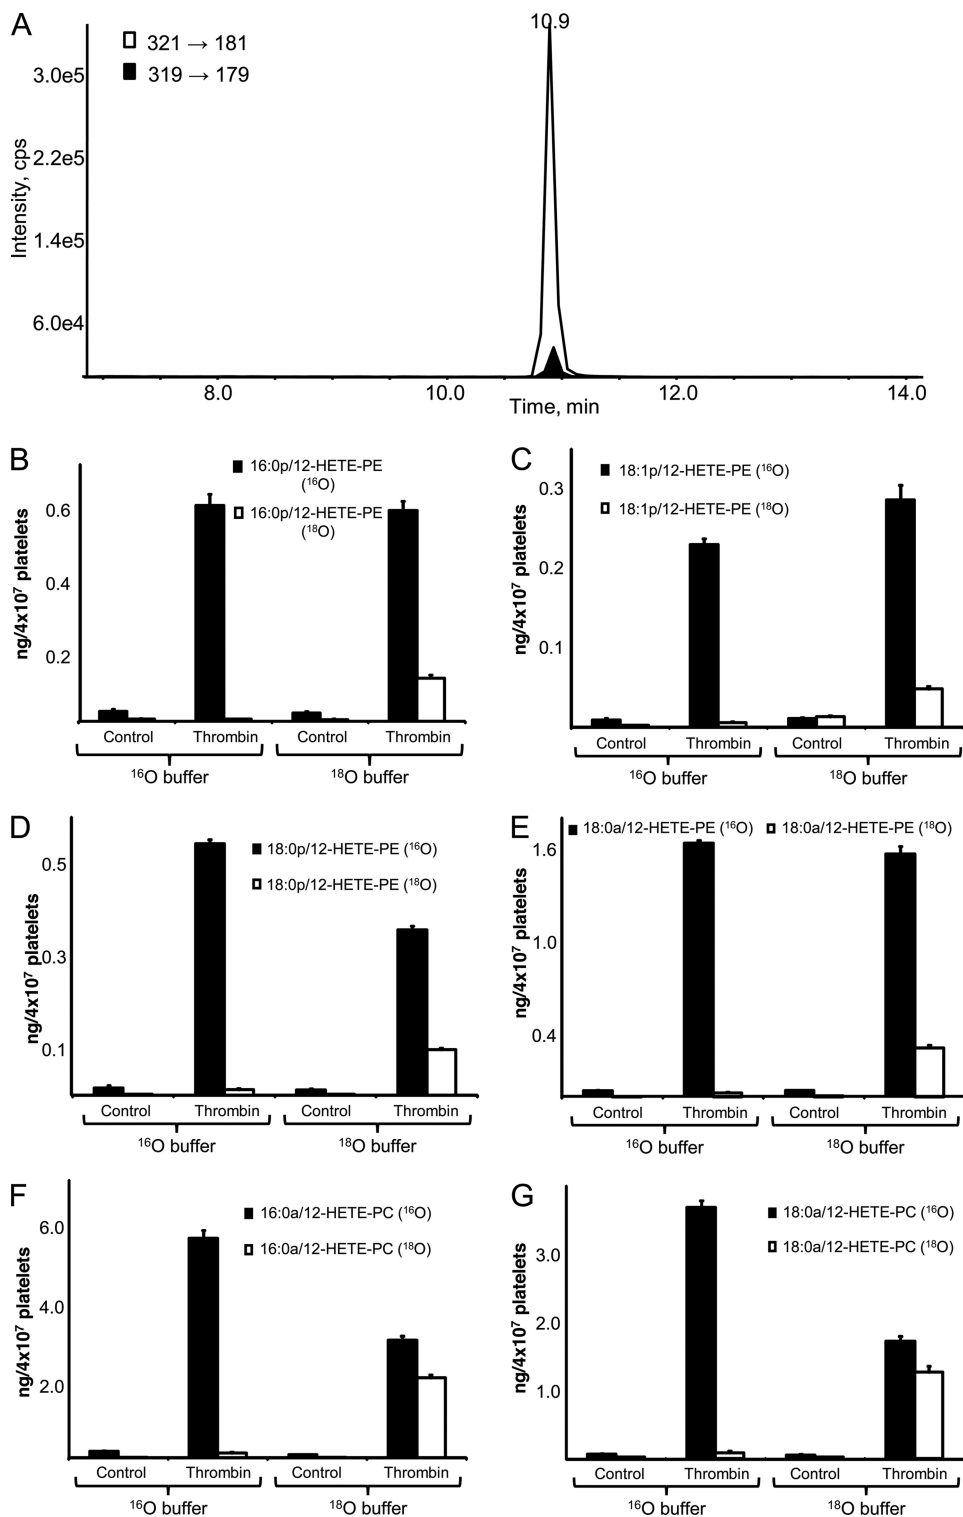 A
321 → 181
319 → 179
10.9
3.0e5
2.2e5
1.4e5
6.0e4
Intensity, cps
8.0 10.0 12.0 14.0
Time, min
B
16:0p/12-HETE-PE
(¹⁶O)
16:0p/12-HETE-PE
(¹⁸O)
0.6
0.4
0.2
ng/4x10⁷ platelets
Control Thrombin Control Thrombin
¹⁶O buffer ¹⁸O buffer
C
18:1p/12-HETE-PE (¹⁶O)
18:1p/12-HETE-PE (¹⁸O)
0.3
0.2
0.1
ng/4x10⁷ platelets
Control Thrombin Control Thrombin
¹⁶O buffer ¹⁸O buffer
D
18:0p/12-HETE-PE (¹⁶O)
18:0p/12-HETE-PE (¹⁸O)
0.5
0.3
0.1
ng/4x10⁷ platelets
Control Thrombin Control Thrombin
¹⁶O buffer ¹⁸O buffer
E
18:0a/12-HETE-PE (¹⁶O) 18:0a/12-HETE-PE (¹⁸O)
1.6
1.0
0.4
ng/4x10⁷ platelets
Control Thrombin Control Thrombin
¹⁶O buffer ¹⁸O buffer
F
16:0a/12-HETE-PC (¹⁶O)
16:0a/12-HETE-PC (¹⁸O)
6.0
4.0
2.0
ng/4x10⁷ platelets
Control Thrombin Control Thrombin
¹⁶O buffer ¹⁸O buffer
G
18:0a/12-HETE-PC (¹⁶O)
18:0a/12-HETE-PC (¹⁸O)
3.0
2.0
1.0
ng/4x10⁷ platelets
Control Thrombin Control Thrombin
¹⁶O buffer ¹⁸O buffer